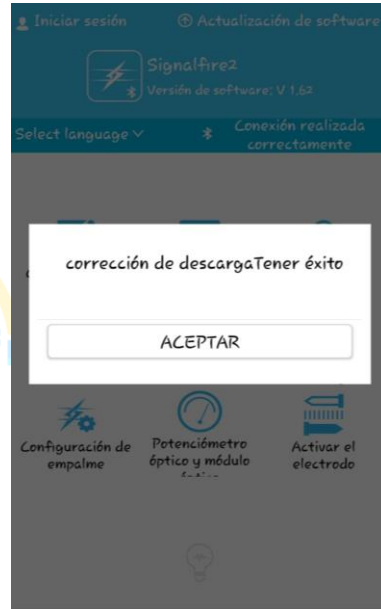 Iniciar sesión
Actualización de software
Signalfire2
Versión de software: V 1,62
Select language
Conexión realizada
correctamente
corrección de descargaTener éxito
ACEPTAR
Configuración de
empalme
Potenciómetro
óptico y módulo
Activar el
electrodo